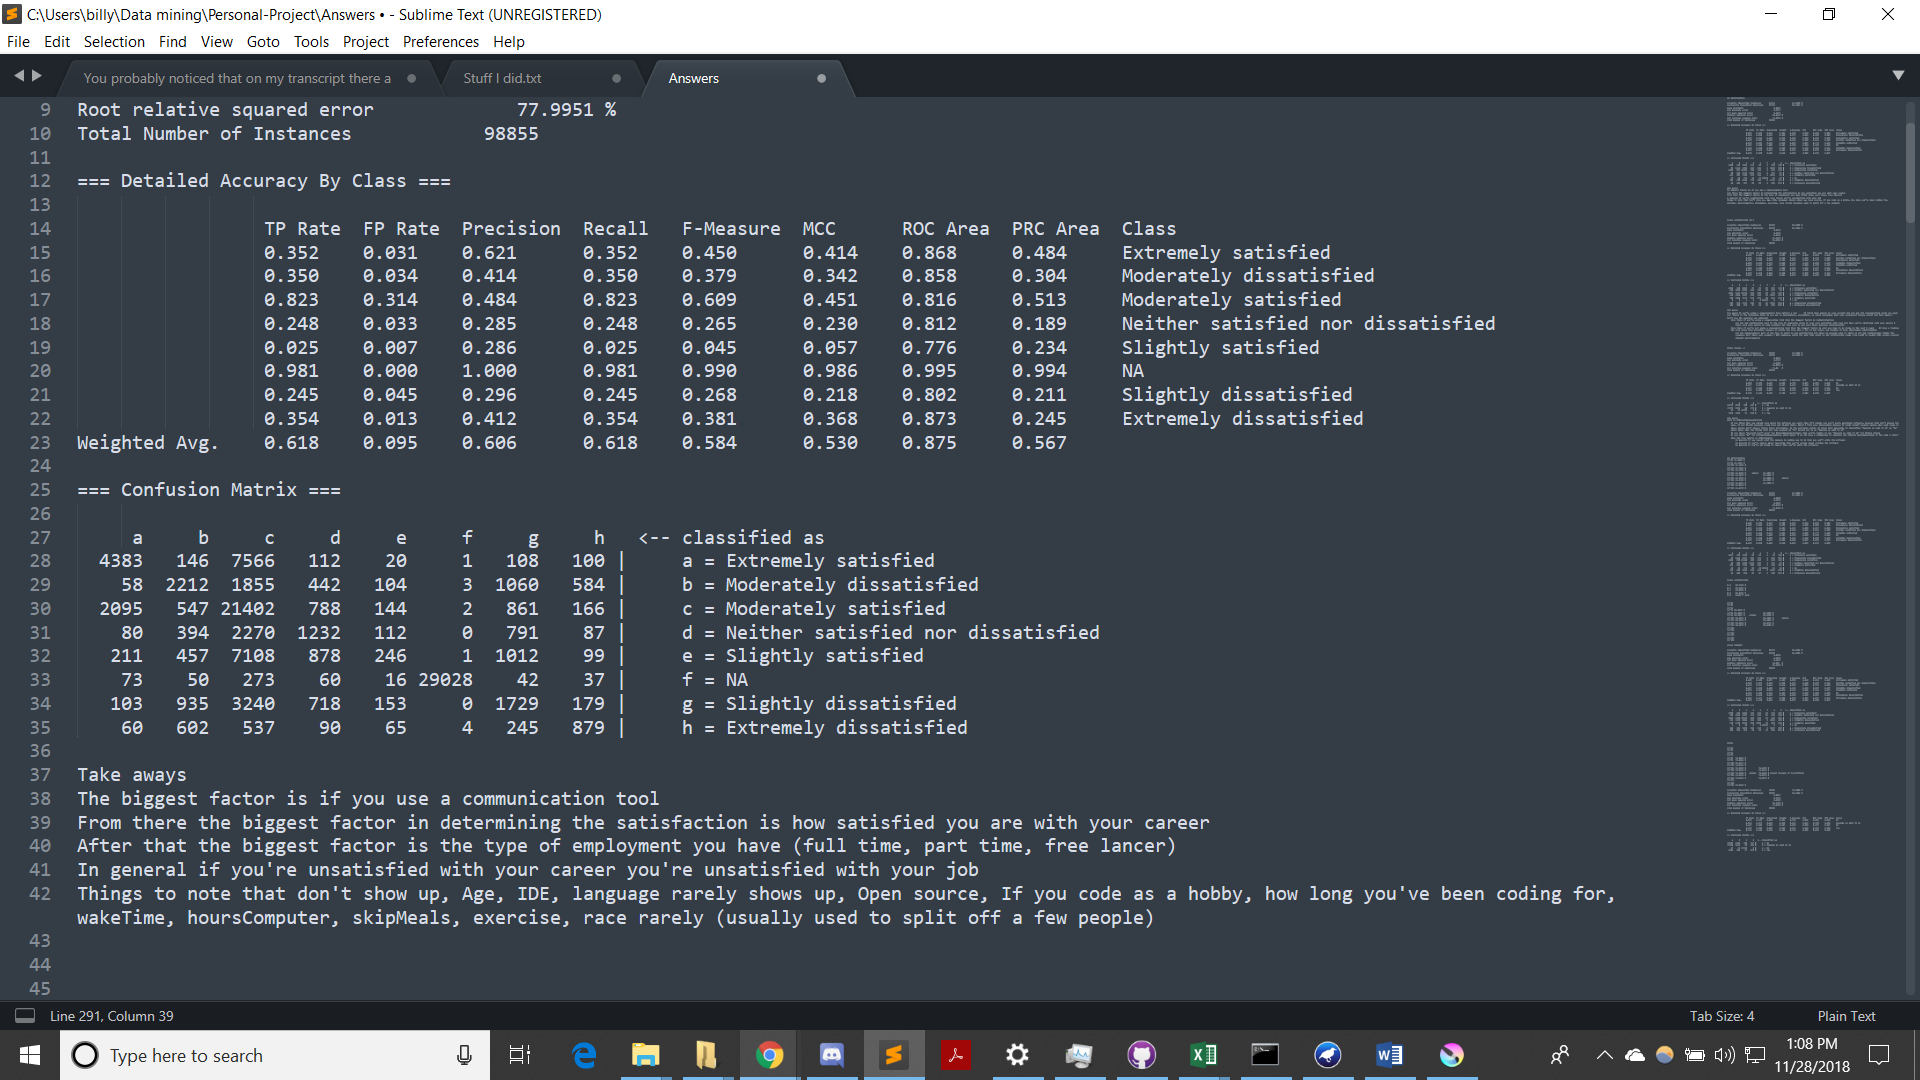 C:\Users\billy\Data mining\Personal-Project\Answers • - Sublime Text (UNREGISTERED)
File Edit Selection Find View Goto Tools Project Preferences Help
You probably noticed that on my transcript there a Stuff I did.txt Answers
9 Root relative squared error 77.9951 %
10 Total Number of Instances 98855
11
12 === Detailed Accuracy By Class ===
13
14 TP Rate FP Rate Precision Recall F-Measure MCC ROC Area PRC Area Class
15 0.352 0.031 0.621 0.352 0.450 0.414 0.868 0.484 Extremely satisfied
16 0.350 0.034 0.414 0.350 0.379 0.342 0.858 0.304 Moderately dissatisfied
17 0.823 0.314 0.484 0.823 0.609 0.451 0.816 0.513 Moderately satisfied
18 0.248 0.033 0.285 0.248 0.265 0.230 0.812 0.189 Neither satisfied nor dissatisfied
19 0.025 0.007 0.286 0.025 0.045 0.057 0.776 0.234 Slightly satisfied
20 0.981 0.000 1.000 0.981 0.990 0.986 0.995 0.994 NA
21 0.245 0.045 0.296 0.245 0.268 0.218 0.802 0.211 Slightly dissatisfied
22 0.354 0.013 0.412 0.354 0.381 0.368 0.873 0.245 Extremely dissatisfied
23 Weighted Avg. 0.618 0.095 0.606 0.618 0.584 0.530 0.875 0.567
24
25 === Confusion Matrix ===
26
27 a b c d e f g h <-- classified as
28 4383 146 7566 112 20 1 108 100 | a = Extremely satisfied
29 58 2212 1855 442 104 3 1060 584 | b = Moderately dissatisfied
30 2095 547 21402 788 144 2 861 166 | c = Moderately satisfied
31 80 394 2270 1232 112 0 791 87 | d = Neither satisfied nor dissatisfied
32 211 457 7108 878 246 1 1012 99 | e = Slightly satisfied
33 73 50 273 60 16 29028 42 37 | f = NA
34 103 935 3240 718 153 0 1729 179 | g = Slightly dissatisfied
35 60 602 537 90 65 4 245 879 | h = Extremely dissatisfied
36
37 Take aways
38 The biggest factor is if you use a communication tool
39 From there the biggest factor in determining the satisfaction is how satisfied you are with your career
40 After that the biggest factor is the type of employment you have (full time, part time, free lancer)
41 In general if you're unsatisfied with your career you're unsatisfied with your job
42 Things to note that don't show up, Age, IDE, language rarely shows up, Open source, If you code as a hobby, how long you've been coding for,
wakeTime, hoursComputer, skipMeals, exercise, race rarely (usually used to split off a few people)
43
44
45
Line 291, Column 39 Tab Size: 4 Plain Text
Type here to search
1:08 PM
11/28/2018